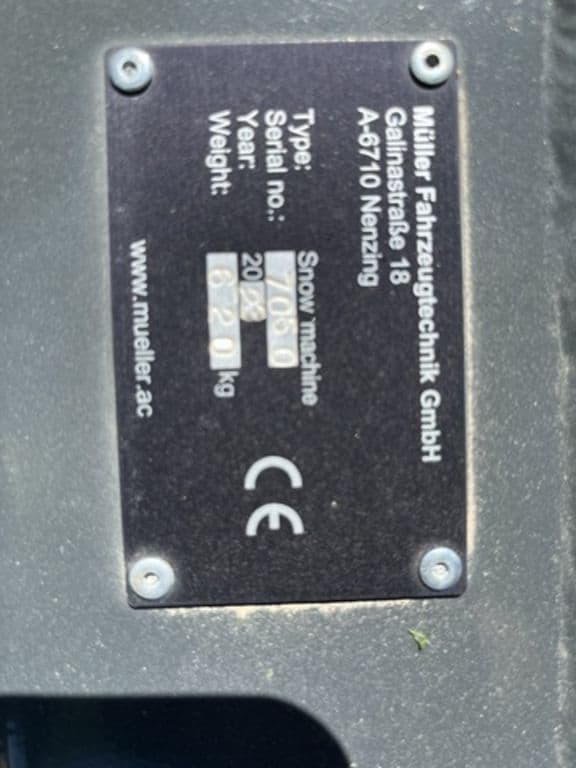 Müller Fahrzeugtechnik GmbH
Galinastraße 18
A-6710 Nenzing
Type: Snow machine
Serial no.: 7050
Year: 20
Weight: 620 kg
CE
www.mueller.ac